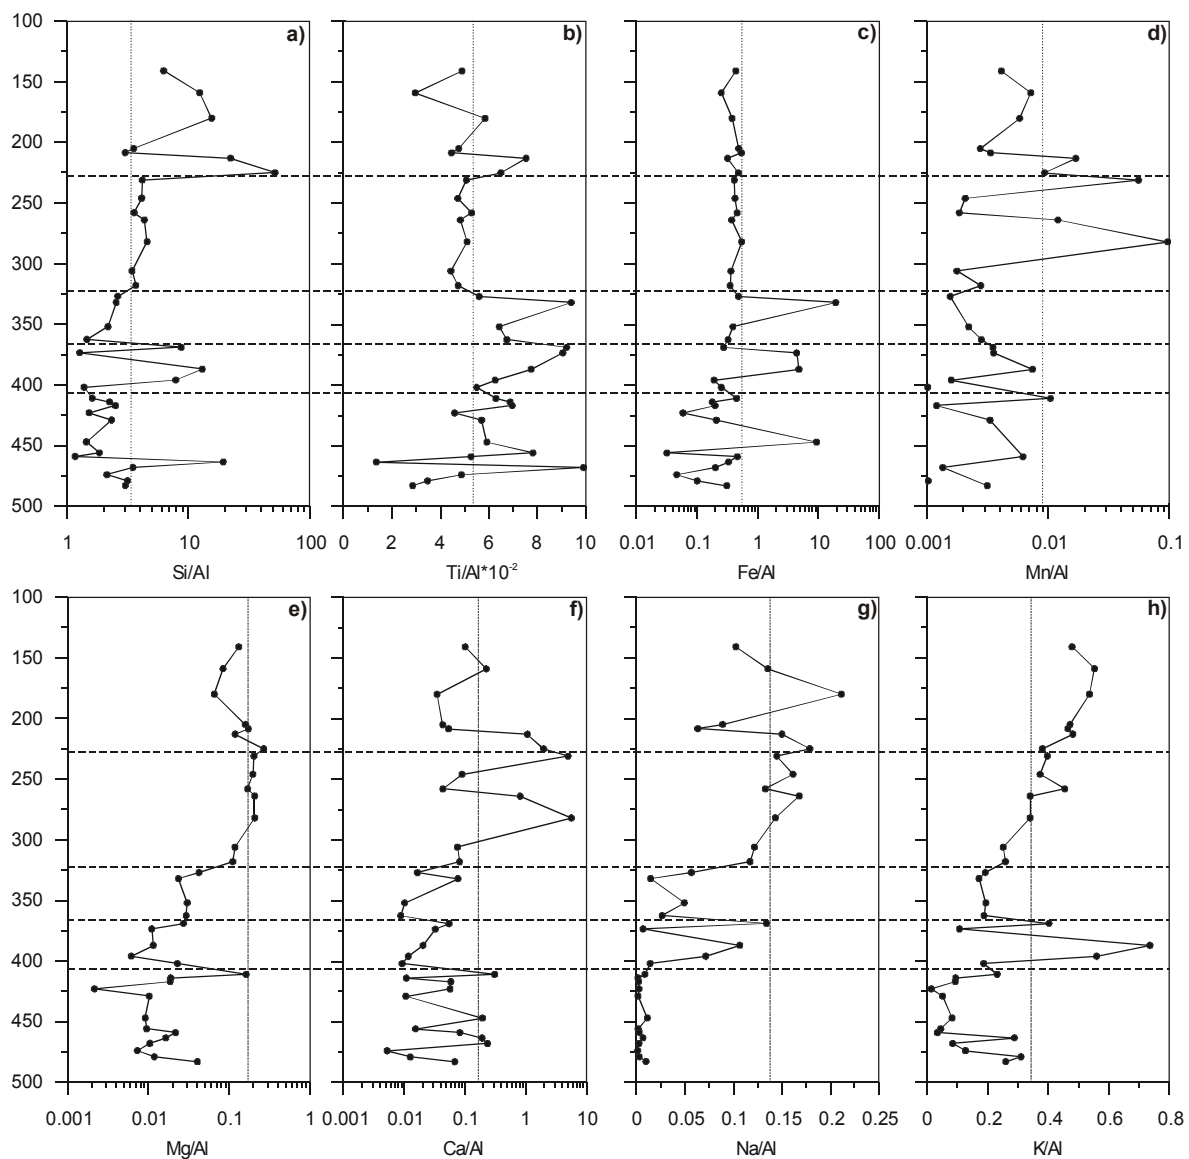 100 a) b) c) d)
150
200
250
300
350
400
450
500
1 10 100 0 2 4 6 8 10 0.01 0.1 1 10 100 0.001 0.01 0.1
Si/Al Ti/Al*10-2 Fe/Al Mn/Al
100 e) f) g) h)
150
200
250
300
350
400
450
500
0.001 0.01 0.1 1 0.001 0.01 0.1 1 10 0 0.05 0.1 0.15 0.2 0.25 0 0.2 0.4 0.6 0.8
Mg/Al Ca/Al Na/Al K/Al